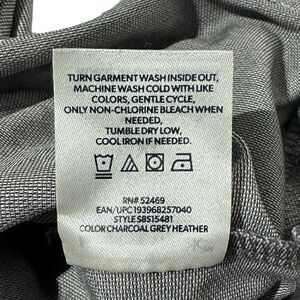 TURN GARMENT WASH INSIDE OUT,
MACHINE WASH COLD WITH LIKE
COLORS, GENTLE CYCLE,
ONLY NON-CHLORINE BLEACH WHEN
NEEDED,
TUMBLE DRY LOW,
COOL IRON IF NEEDED.
RN# 52469
EAN/UPC 193968257040
STYLE SBS15481
COLOR CHARCOAL GREY HEATHER